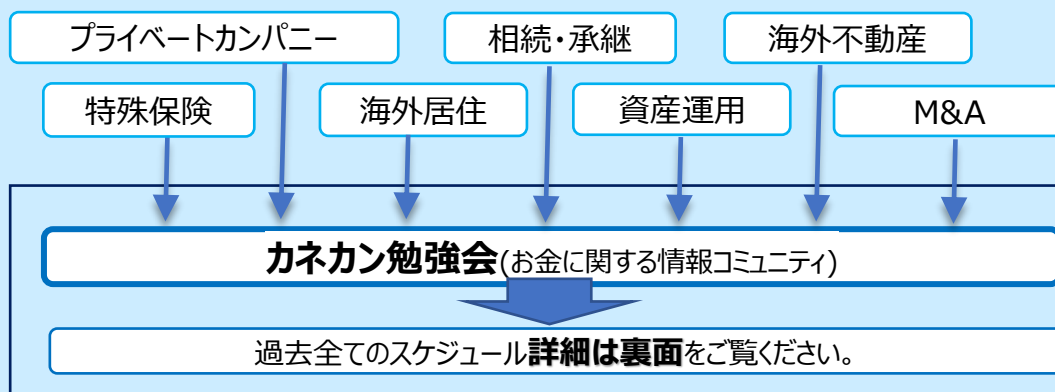 プライベートカンパニー
相続・承継
海外不動産
特殊保険
海外居住
資産運用
M&A
カネカン勉強会(お金に関する情報コミュニティ)
過去全てのスケジュール詳細は裏面をご覧ください。